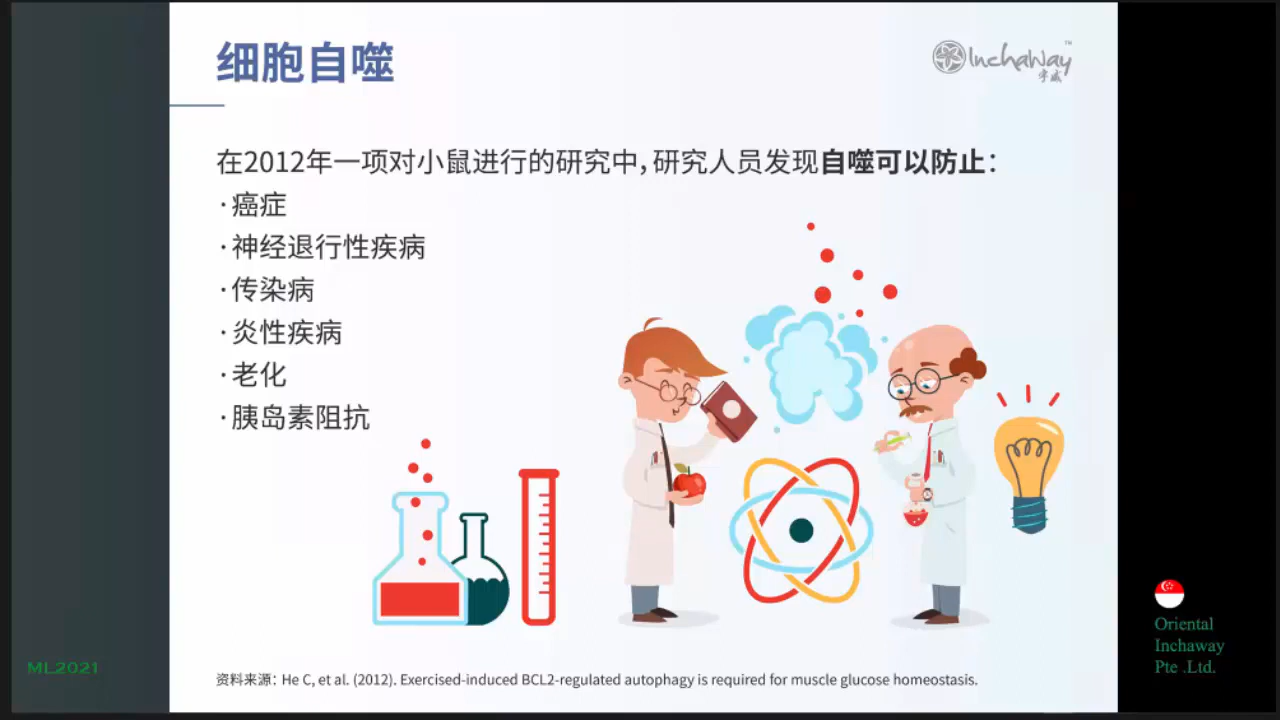 细胞自噬
InchaWay™
宇威
在2012年一项对小鼠进行的研究中，研究人员发现自噬可以防止：
·癌症
·神经退行性疾病
·传染病
·炎性疾病
·老化
·胰岛素阻抗
ML2021
Oriental
Inchaway
Pte .Ltd.
资料来源：He C, et al. (2012). Exercised-induced BCL2-regulated autophagy is required for muscle glucose homeostasis.